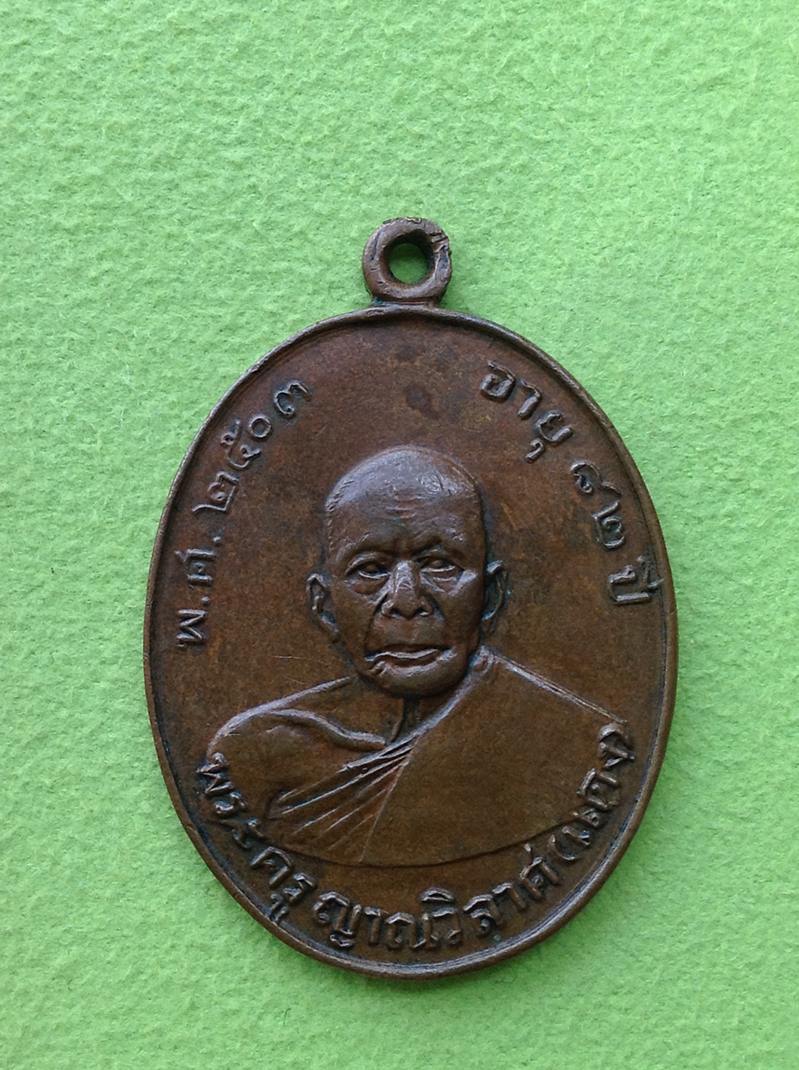 พ.ศ. ๒๕๐๓
อายุ ๘๒ ปี
พระครูญาณวิลาศ (แดง)